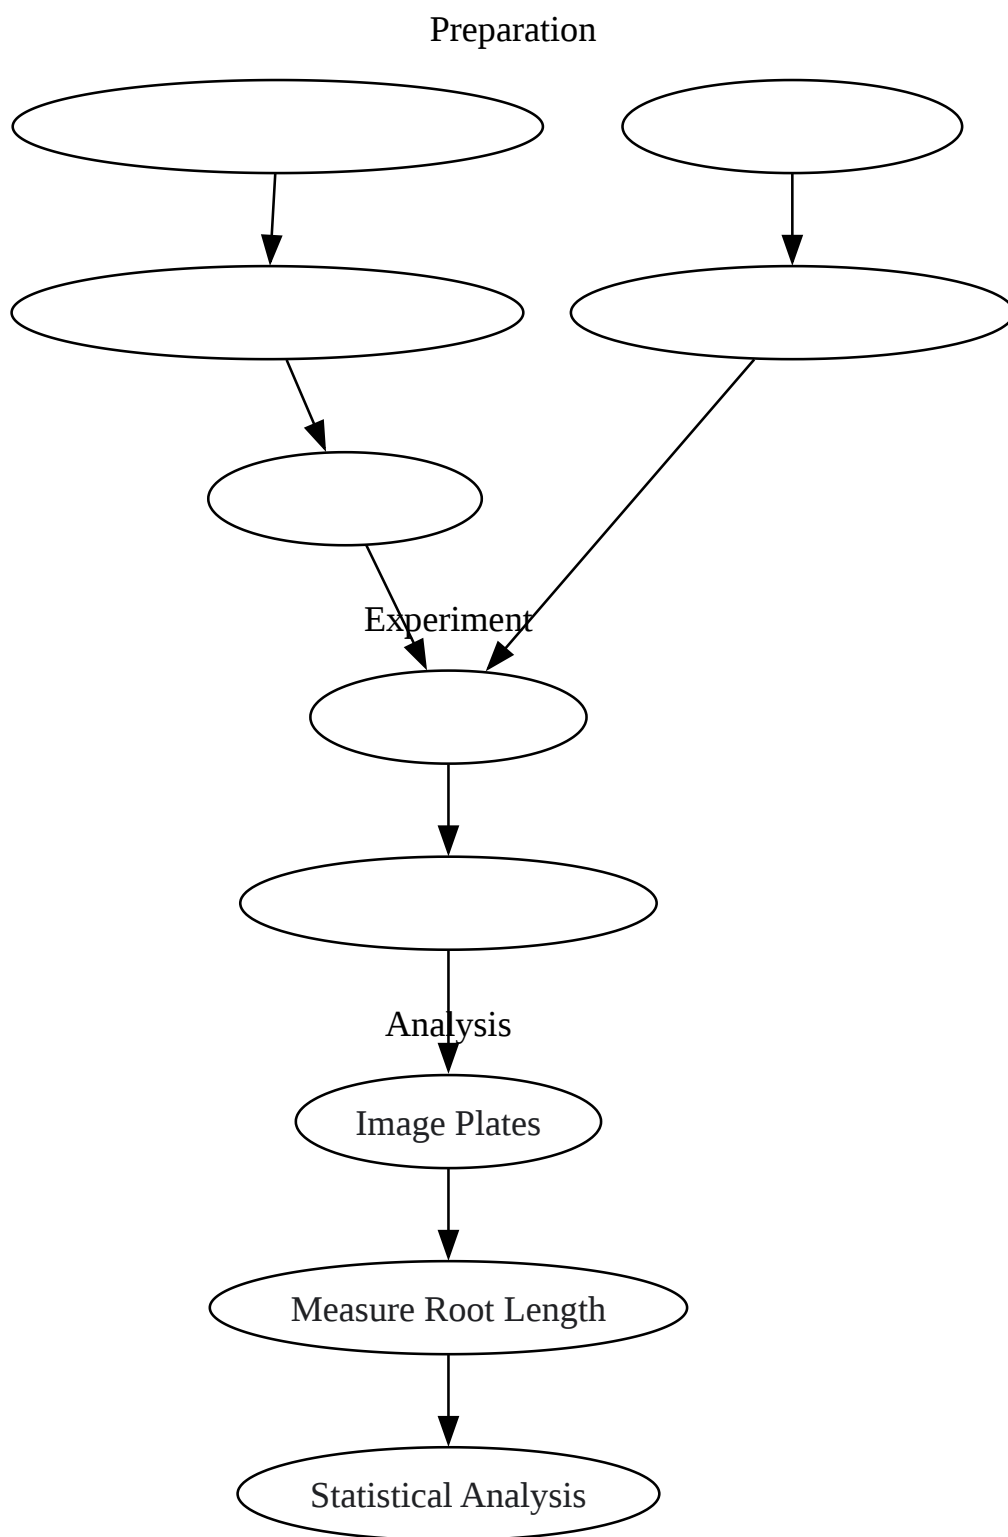 Preparation
Experiment
Analysis
Image Plates
Measure Root Length
Statistical Analysis